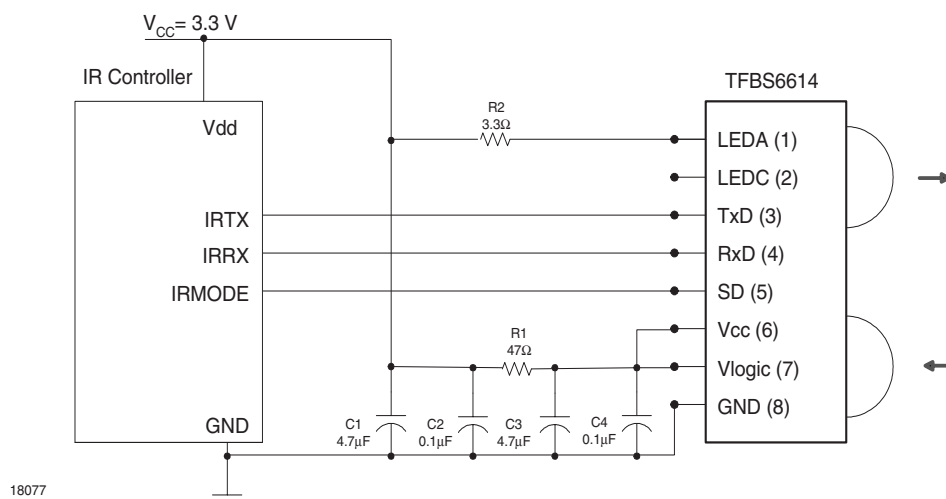 V_CC= 3.3 V
IR Controller
TFBS6614
Vdd
R2
3.3Ω
LEDA (1)
LEDC (2)
IRTX
TxD (3)
IRRX
RxD (4)
IRMODE
SD (5)
R1
47Ω
Vcc (6)
Vlogic (7)
GND (8)
GND
C1
4.7μF
C2
0.1μF
C3
4.7μF
C4
0.1μF
18077